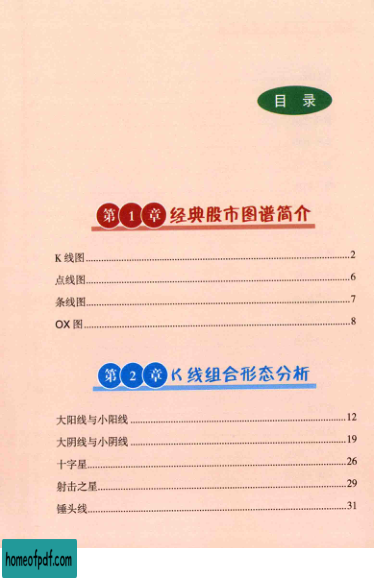 目 录
第1章 经典股市图谱简介
K 线图........................................2
点线图........................................6
条线图........................................7
OX 图........................................8
第2章 K 线组合形态分析
大阳线与小阳线........................................12
大阴线与小阴线........................................19
十字星........................................26
射击之星........................................29
锤头线........................................31
homeofpdf.com